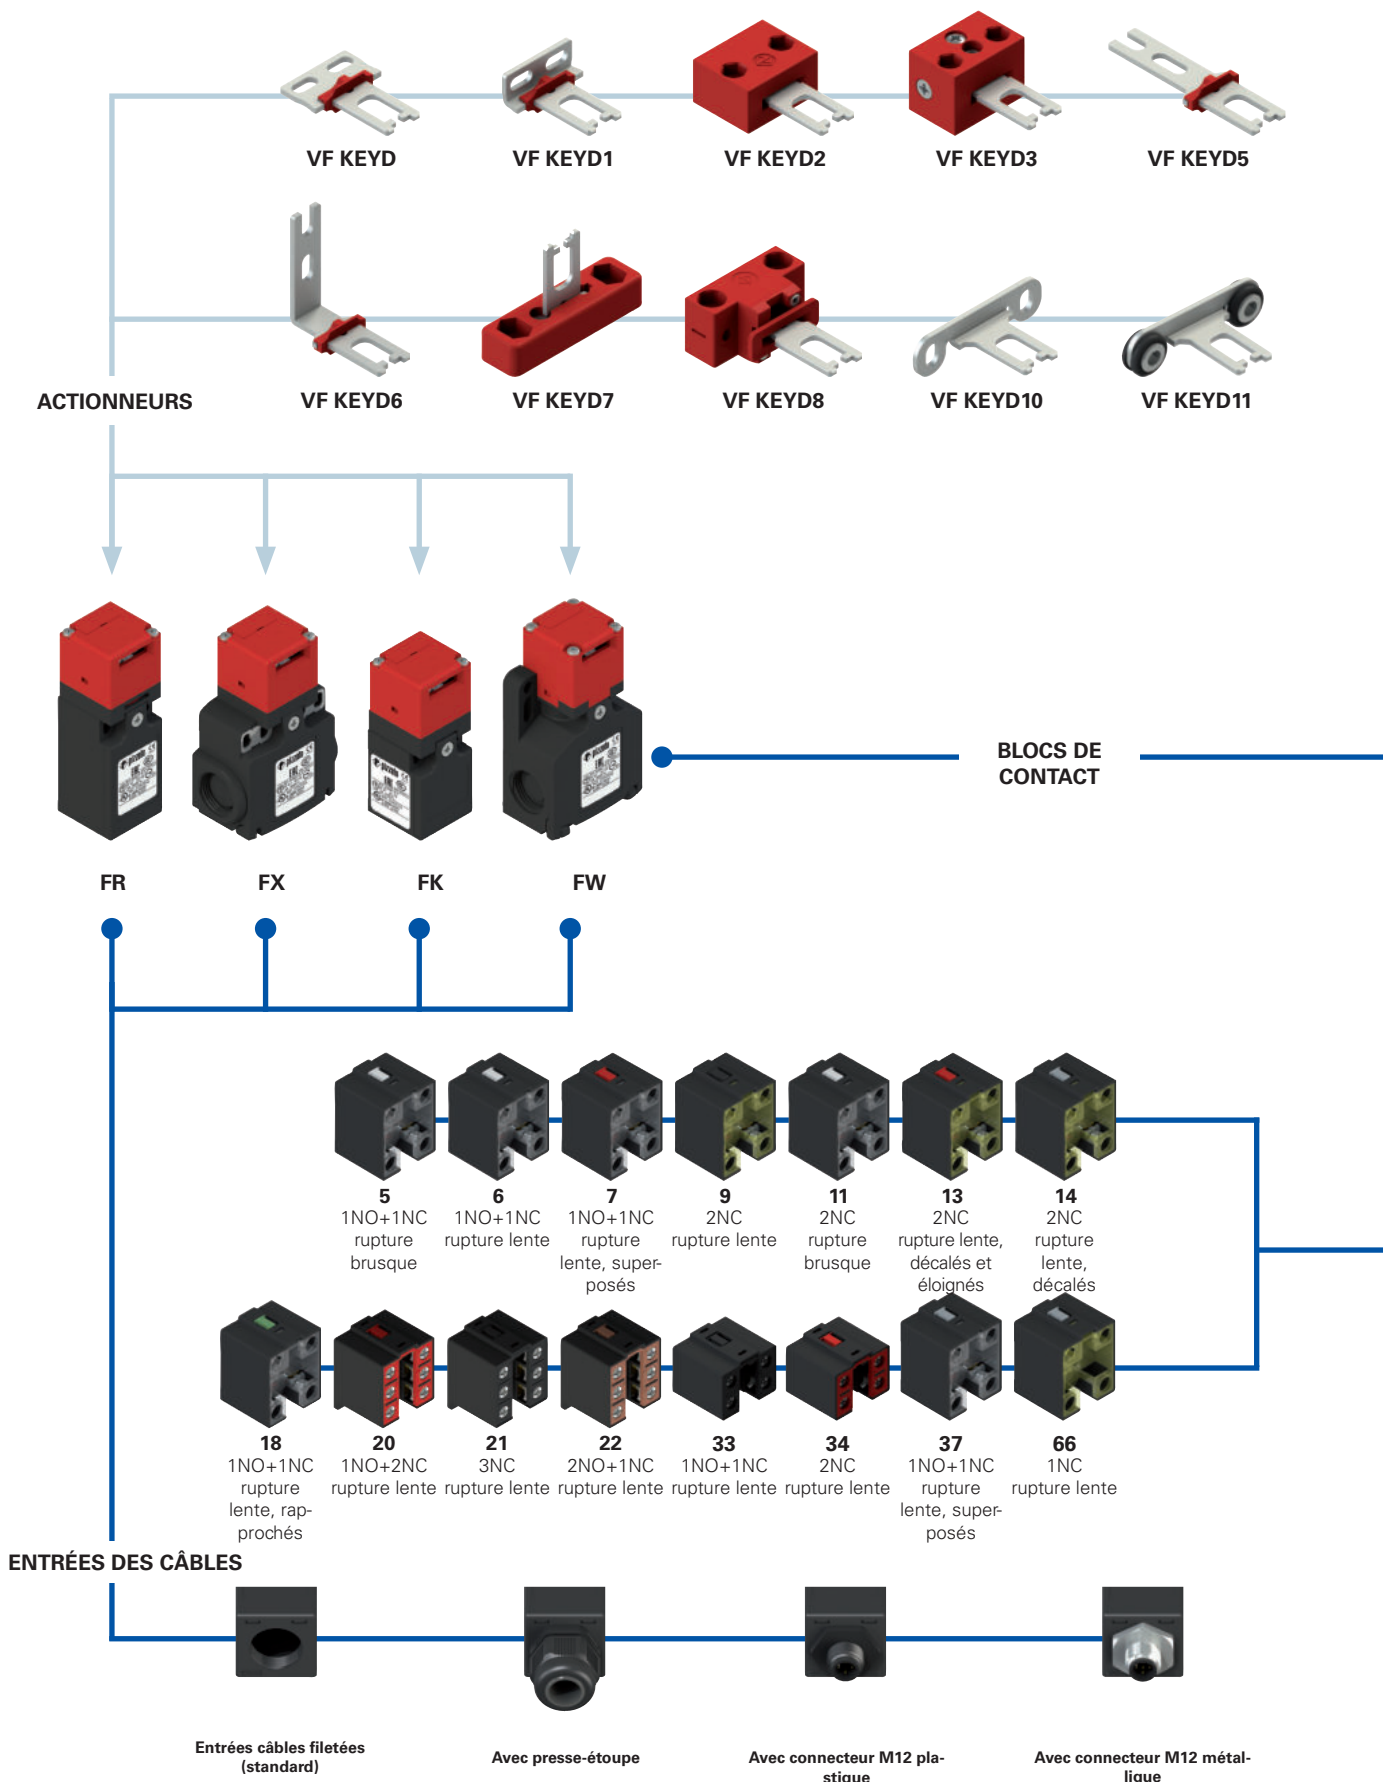 VF KEYD
VF KEYD1
VF KEYD2
VF KEYD3
VF KEYD5
VF KEYD6
VF KEYD7
VF KEYD8
VF KEYD10
VF KEYD11
ACTIONNEURS
BLOCS DE
CONTACT
FR
FX
FK
FW
5
1NO+1NC
rupture
brusque
6
1NO+1NC
rupture lente
7
1NO+1NC
rupture
lente, super-
posés
9
2NC
rupture lente
11
2NC
rupture
brusque
13
2NC
rupture lente,
décalés et
éloignés
14
2NC
rupture
lente,
décalés
18
1NO+1NC
rupture
lente, rap-
prochés
20
1NO+2NC
rupture lente
21
3NC
rupture lente
22
2NO+1NC
rupture lente
33
1NO+1NC
rupture lente
34
2NC
rupture lente
37
1NO+1NC
rupture
lente, super-
posés
66
1NC
rupture lente
ENTRÉES DES CÂBLES
Entrées câbles filetées
(standard)
Avec presse-étoupe
Avec connecteur M12 pla-
stique
Avec connecteur M12 métal-
lique